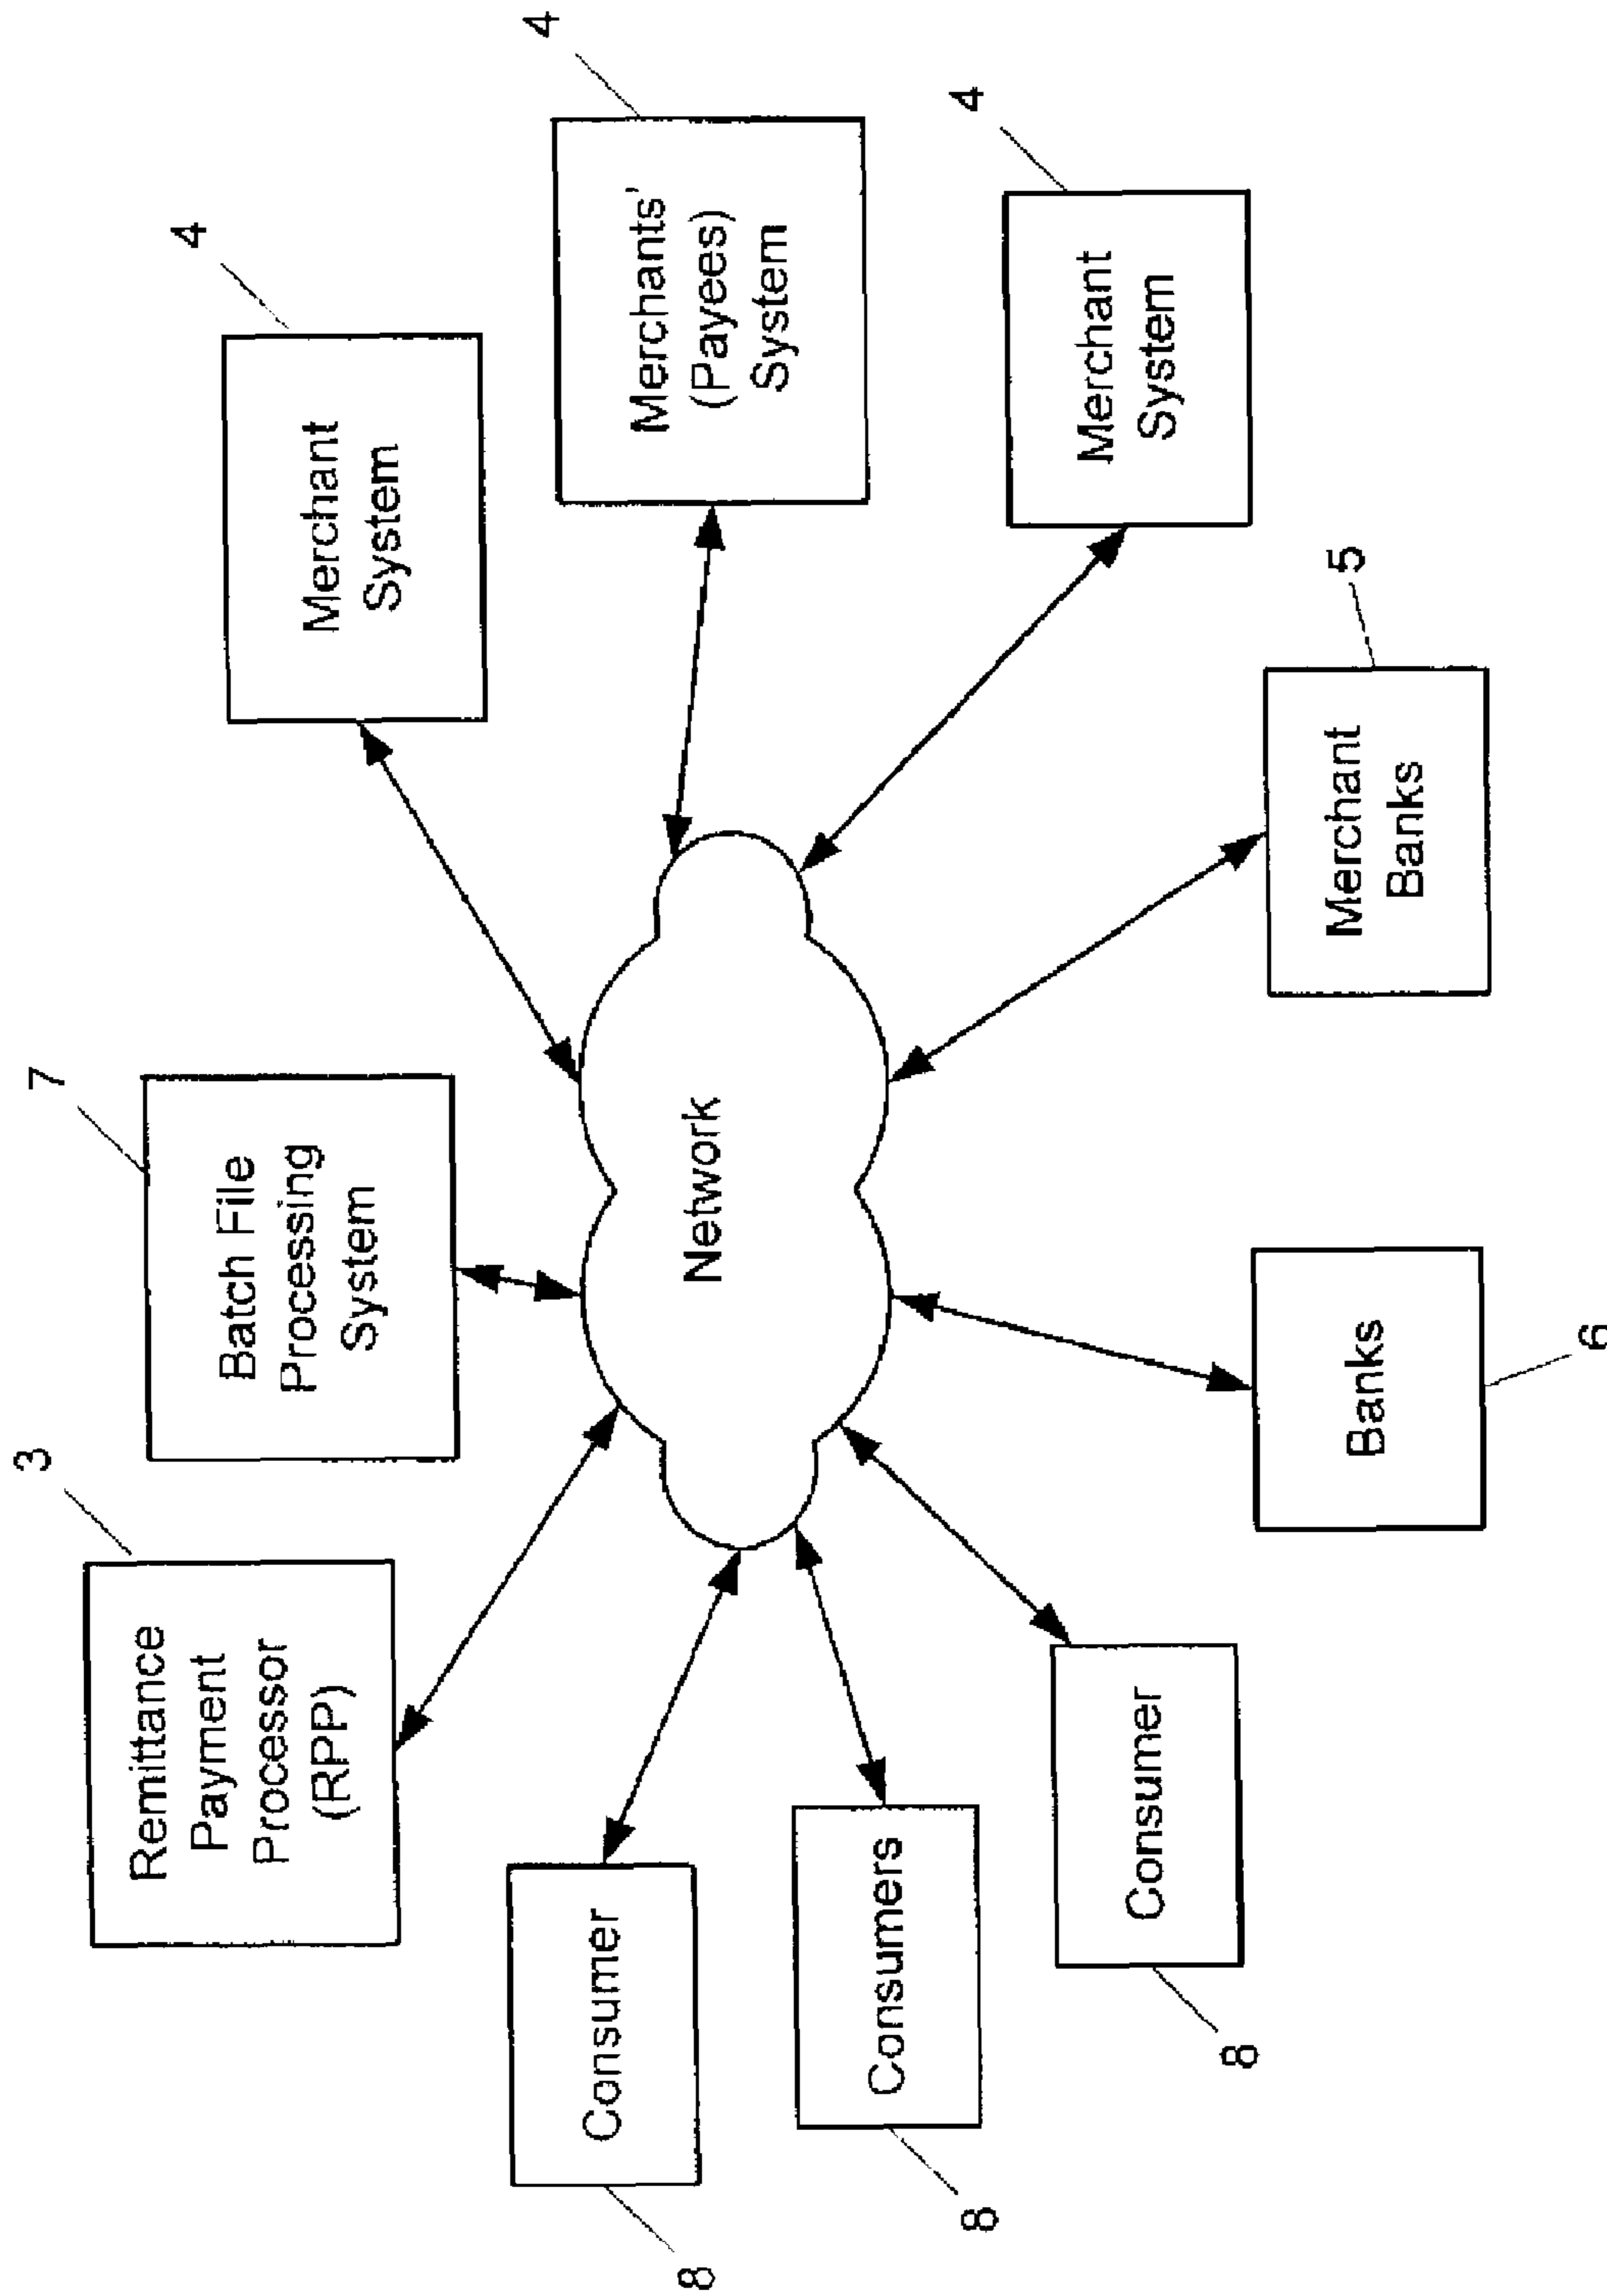 3
Remittance
Payment
Processor
(RPP)
7
Batch File
Processing
System
4
Merchant
System
4
Merchants'
(Payees)
System
4
Merchant
System
Network
5
Merchant
Banks
6
Banks
8
Consumer
8
Consumers
8
Consumer